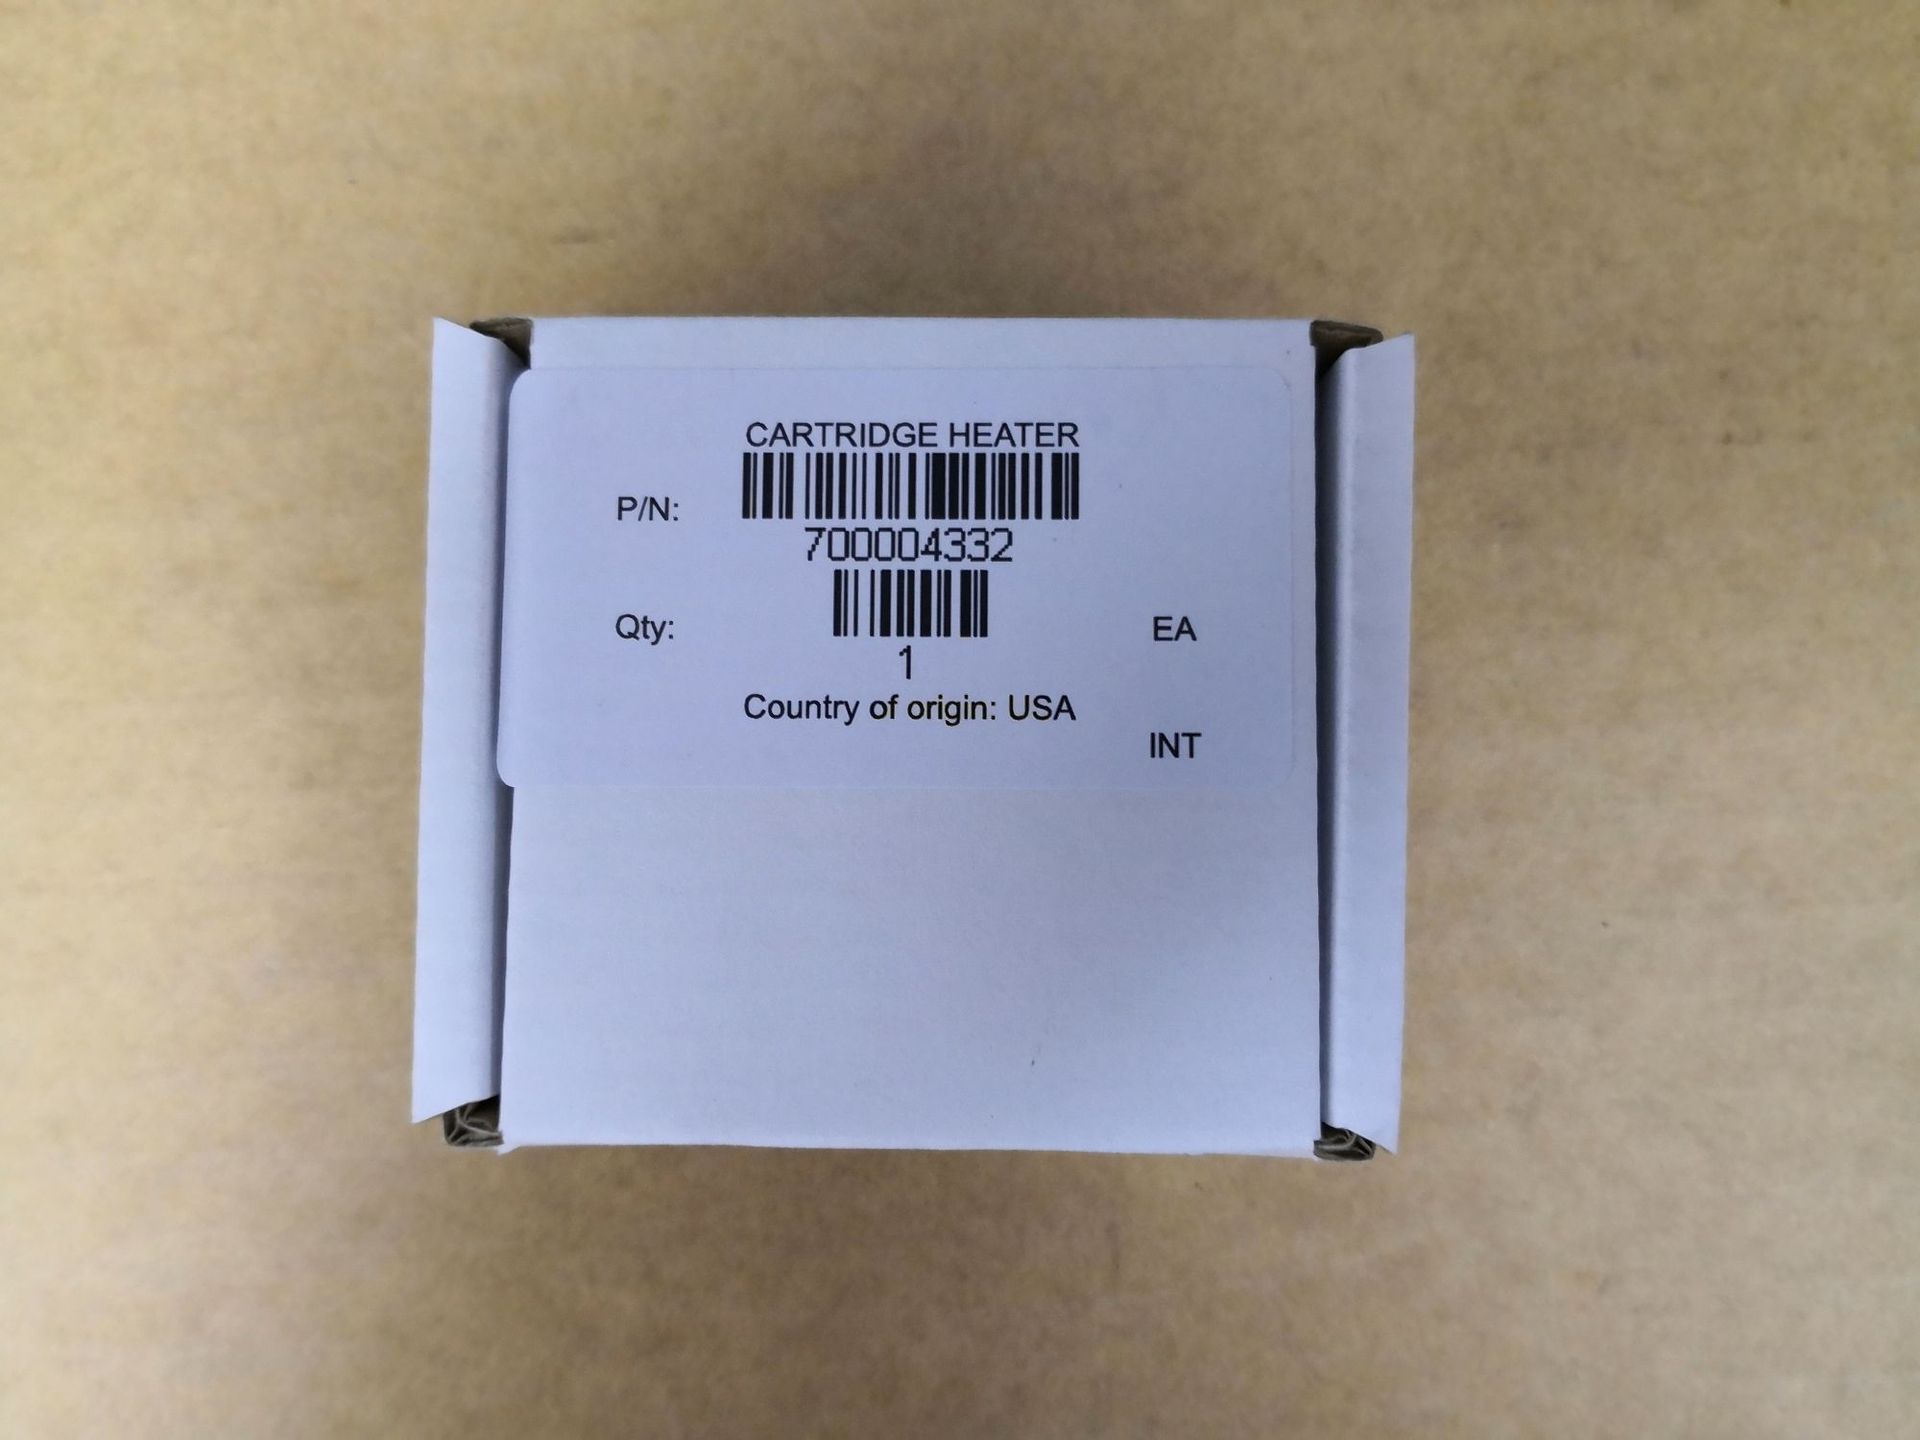 CARTRIDGE HEATER
P/N:
700004332
Qty:
EA
1
Country of origin: USA
INT